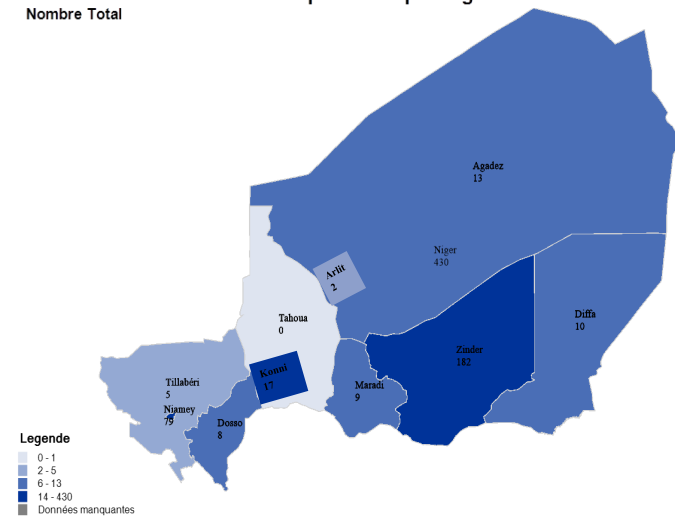 Nombre Total
Agadez
13
Niger
430
Arlit
2
Tahoua
0
Diffa
10
Zinder
182
Konni
17
Maradi
9
Tillabéri
5
Niamey
79
Dosso
8
Legende
0 - 1
2 - 5
6 - 13
14 - 430
Données manquantes